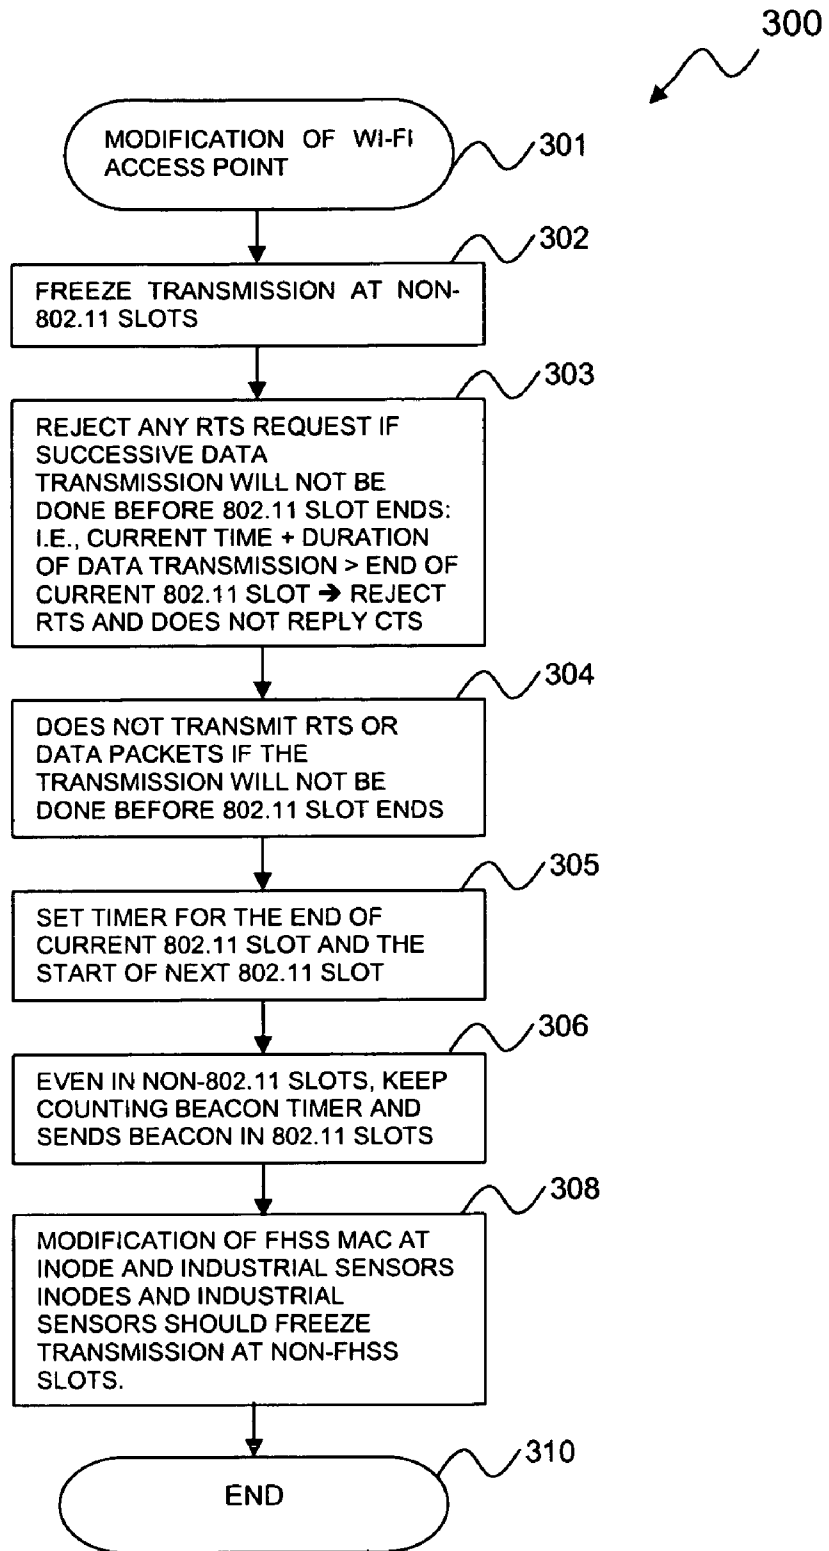 300
MODIFICATION OF WI-FI
ACCESS POINT
301
302
FREEZE TRANSMISSION AT NON-
802.11 SLOTS
303
REJECT ANY RTS REQUEST IF
SUCCESSIVE DATA
TRANSMISSION WILL NOT BE
DONE BEFORE 802.11 SLOT ENDS:
I.E., CURRENT TIME + DURATION
OF DATA TRANSMISSION > END OF
CURRENT 802.11 SLOT ➔ REJECT
RTS AND DOES NOT REPLY CTS
304
DOES NOT TRANSMIT RTS OR
DATA PACKETS IF THE
TRANSMISSION WILL NOT BE
DONE BEFORE 802.11 SLOT ENDS
305
SET TIMER FOR THE END OF
CURRENT 802.11 SLOT AND THE
START OF NEXT 802.11 SLOT
306
EVEN IN NON-802.11 SLOTS, KEEP
COUNTING BEACON TIMER AND
SENDS BEACON IN 802.11 SLOTS
308
MODIFICATION OF FHSS MAC AT
INODE AND INDUSTRIAL SENSORS
INODES AND INDUSTRIAL
SENSORS SHOULD FREEZE
TRANSMISSION AT NON-FHSS
SLOTS.
310
END